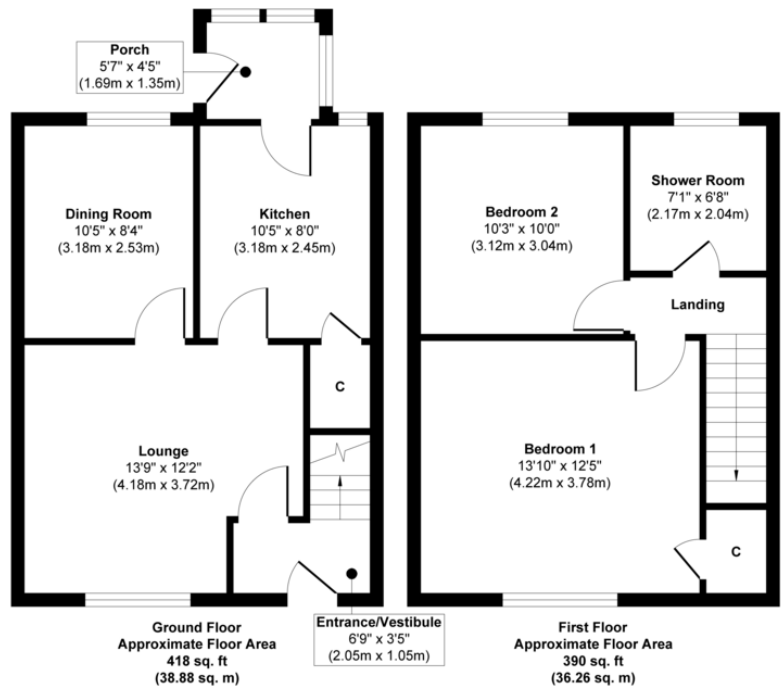 Porch
5'7" x 4'5"
(1.69m x 1.35m)
Dining Room
10'5" x 8'4"
(3.18m x 2.53m)
Kitchen
10'5" x 8'0"
(3.18m x 2.45m)
C
Lounge
13'9" x 12'2"
(4.18m x 3.72m)
Entrance/Vestibule
6'9" x 3'5"
(2.05m x 1.05m)
Ground Floor
Approximate Floor Area
418 sq. ft
(38.88 sq. m)
Bedroom 2
10'3" x 10'0"
(3.12m x 3.04m)
Shower Room
7'1" x 6'8"
(2.17m x 2.04m)
Landing
Bedroom 1
13'10" x 12'5"
(4.22m x 3.78m)
C
First Floor
Approximate Floor Area
390 sq. ft
(36.26 sq. m)